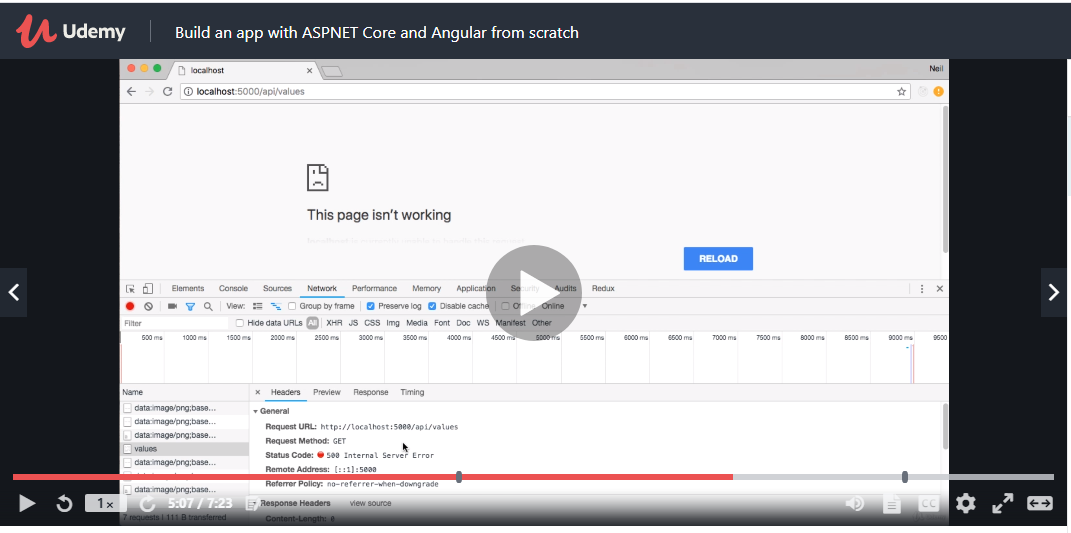 Udemy Build an app with ASPNET Core and Angular from scratch
localhost × Neil
localhost:5000/api/values
This page isn't working
RELOAD
Elements Console Sources Network Performance Memory Application Security Audits Redux
View: Group by frame Preserve log Disable cache Offline Online
Filter Hide data URLs All XHR JS CSS Img Media Font Doc WS Manifest Other
500 ms 1000 ms 1500 ms 2000 ms 2500 ms 3000 ms 3500 ms 4000 ms 4500 ms 5000 ms 5500 ms 6000 ms 6500 ms 7000 ms 7500 ms 8000 ms 8500 ms 9000 ms 9500
Name × Headers Preview Response Timing
data:image/png;base...
data:image/png;base...
data:image/png;base...
values
data:image/png;base...
data:image/png;base...
General
Request URL: http://localhost:5000/api/values
Request Method: GET
Status Code: 500 Internal Server Error
Remote Address: [::1]:5000
Referrer Policy: no-referrer-when-downgrade
Response Headers view source
Content-Length: 0
7 requests | 111 B transferred
1x 5:07 / 7:23 CC